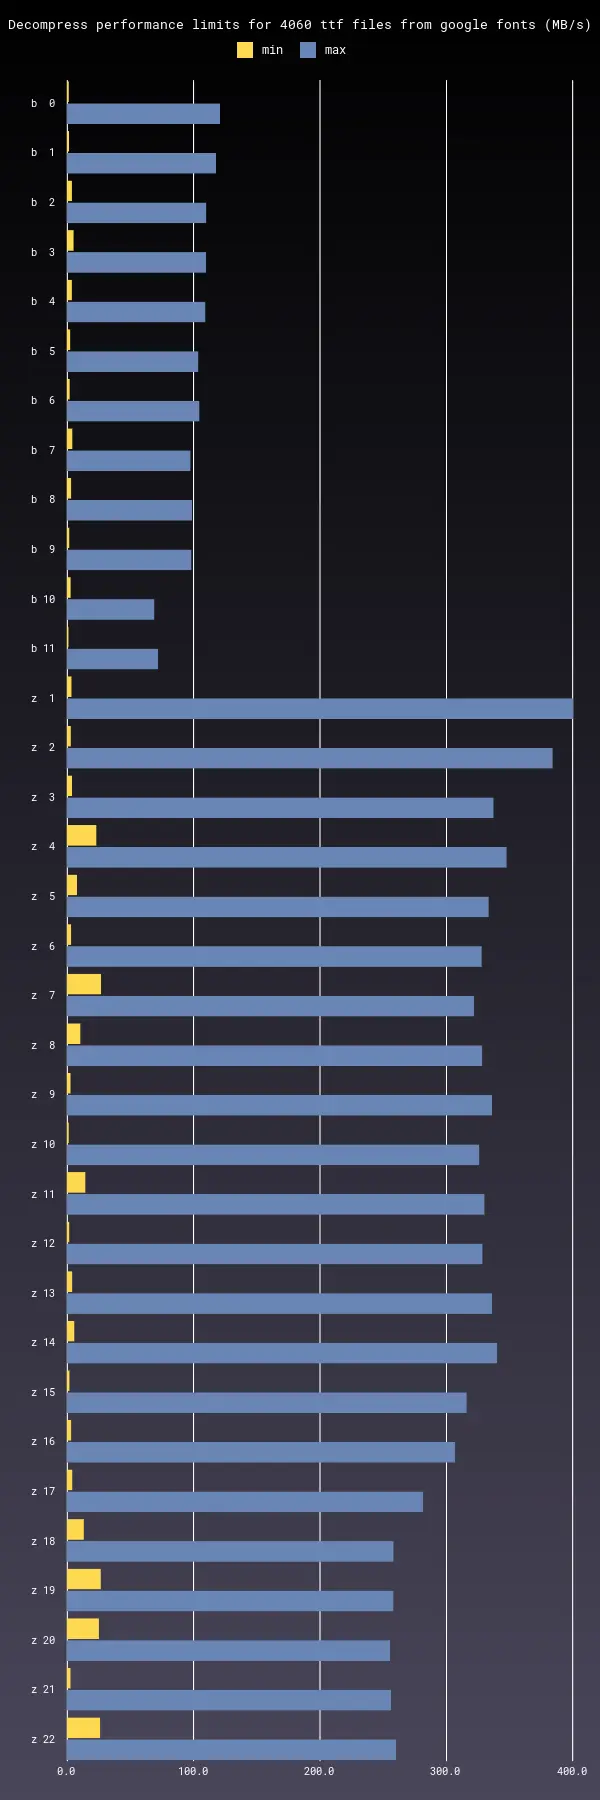 Decompress performance limits for 4060 ttf files from google fonts (MB/s)
min max
b 0
b 1
b 2
b 3
b 4
b 5
b 6
b 7
b 8
b 9
b 10
b 11
z 1
z 2
z 3
z 4
z 5
z 6
z 7
z 8
z 9
z 10
z 11
z 12
z 13
z 14
z 15
z 16
z 17
z 18
z 19
z 20
z 21
z 22
0.0 100.0 200.0 300.0 400.0